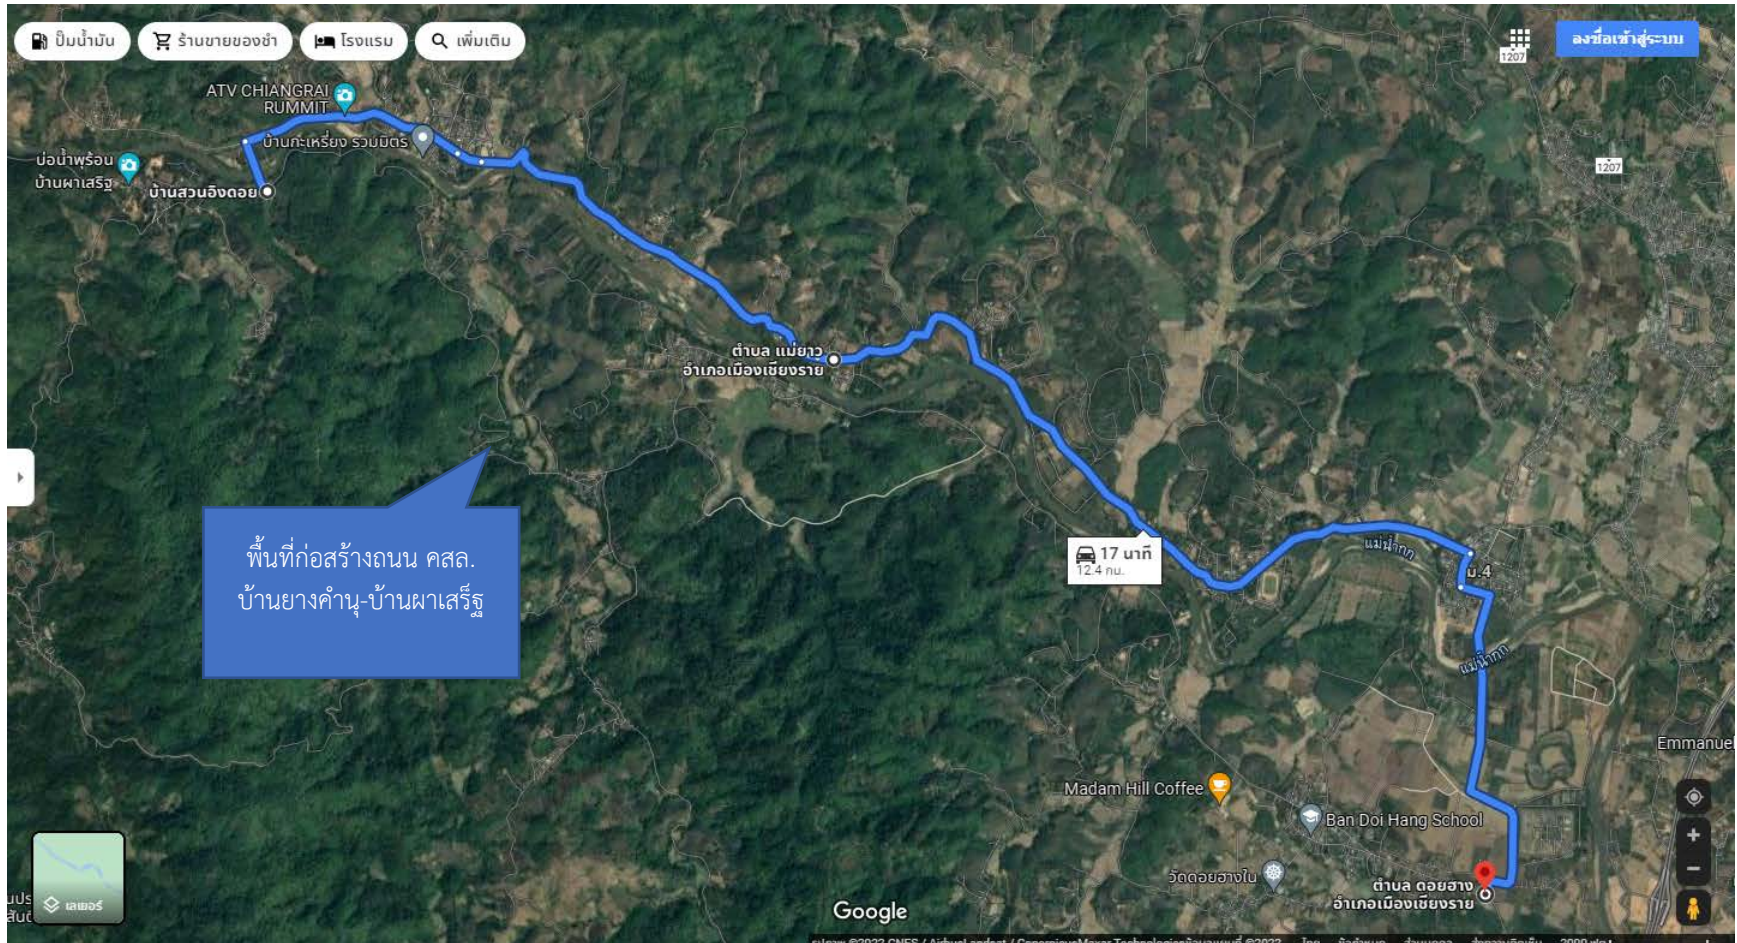 ปั๊มน้ำมัน
ร้านขายของชำ
โรงแรม
เพิ่มเติม
1207
ลงชื่อเข้าสู่ระบบ
ATV CHIANGRAI
RUMMIT
บ้านกะเหรี่ยง รวมมิตร
บ่อน้ำพุร้อน
บ้านผาเสริฐ
บ้านสวนอิงดอย
1207
ตำบล แม่ยาว
อำเภอเมืองเชียงราย
พื้นที่ก่อสร้างถนน คสล.
บ้านยางคำนุ-บ้านผาเสร็ฐ
17 นาที
12.4 กม.
แม่น้ำกก
ม.4
แม่น้ำกก
Emmanuel
Madam Hill Coffee
Ban Doi Hang School
วัดดอยฮางใน
ตำบล ดอยฮาง
อำเภอเมืองเชียงราย
เลเยอร์
Google